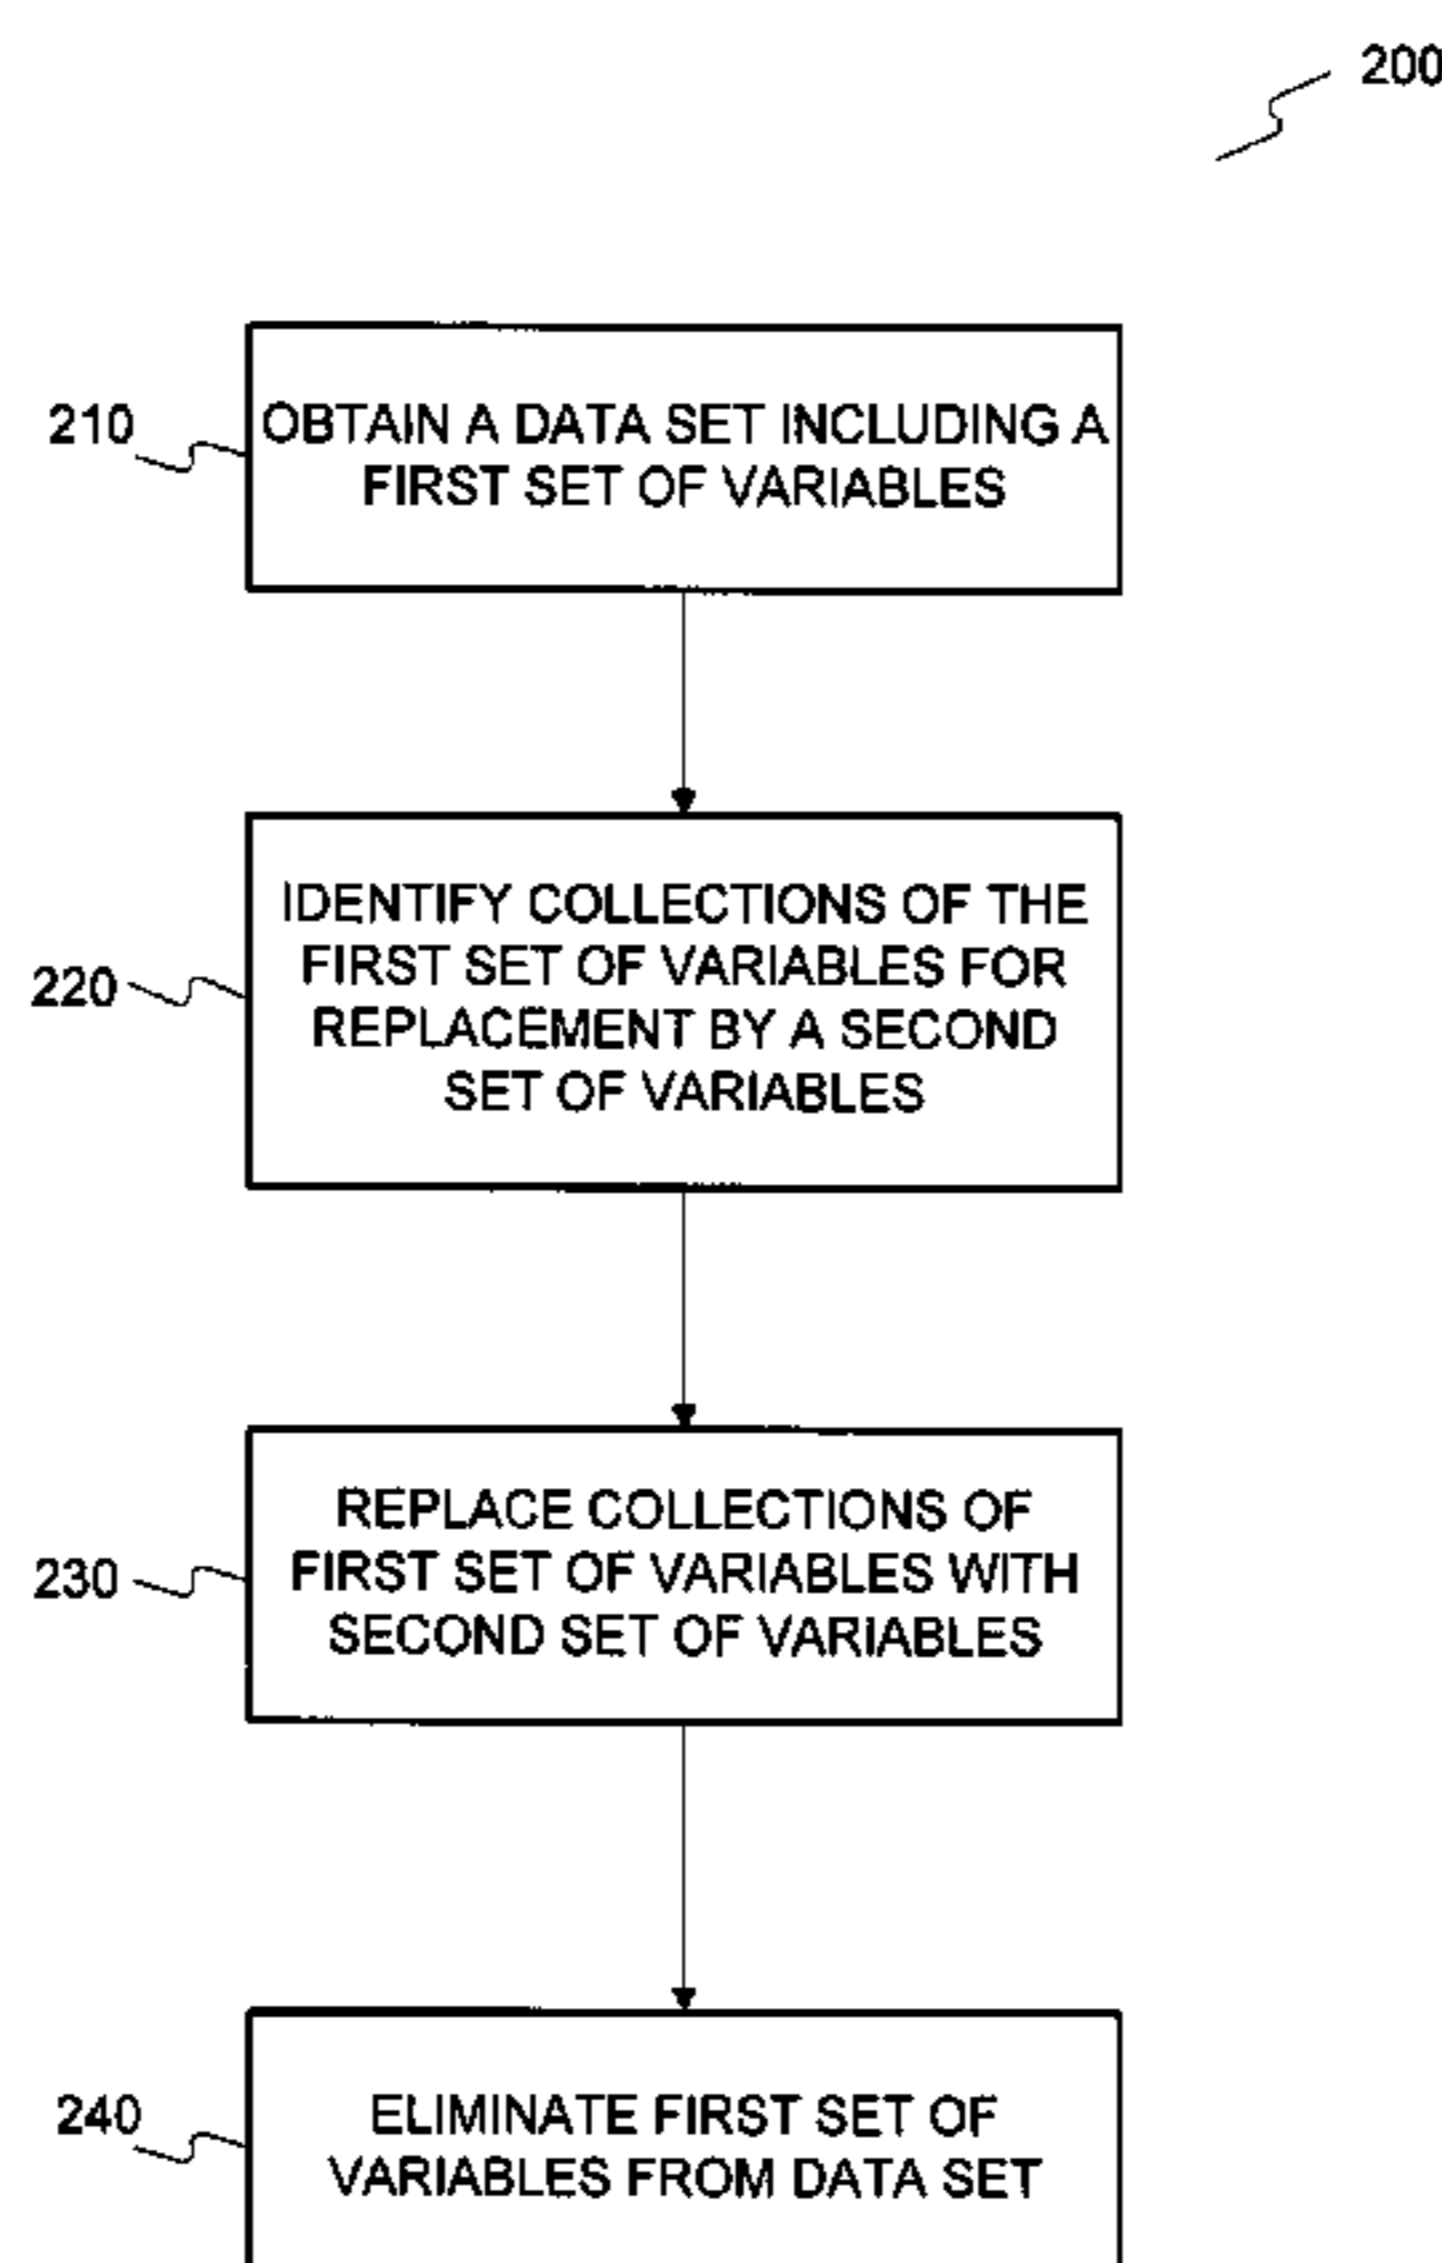 200
210
OBTAIN A DATA SET INCLUDING A
FIRST SET OF VARIABLES
220
IDENTIFY COLLECTIONS OF THE
FIRST SET OF VARIABLES FOR
REPLACEMENT BY A SECOND
SET OF VARIABLES
230
REPLACE COLLECTIONS OF
FIRST SET OF VARIABLES WITH
SECOND SET OF VARIABLES
240
ELIMINATE FIRST SET OF
VARIABLES FROM DATA SET